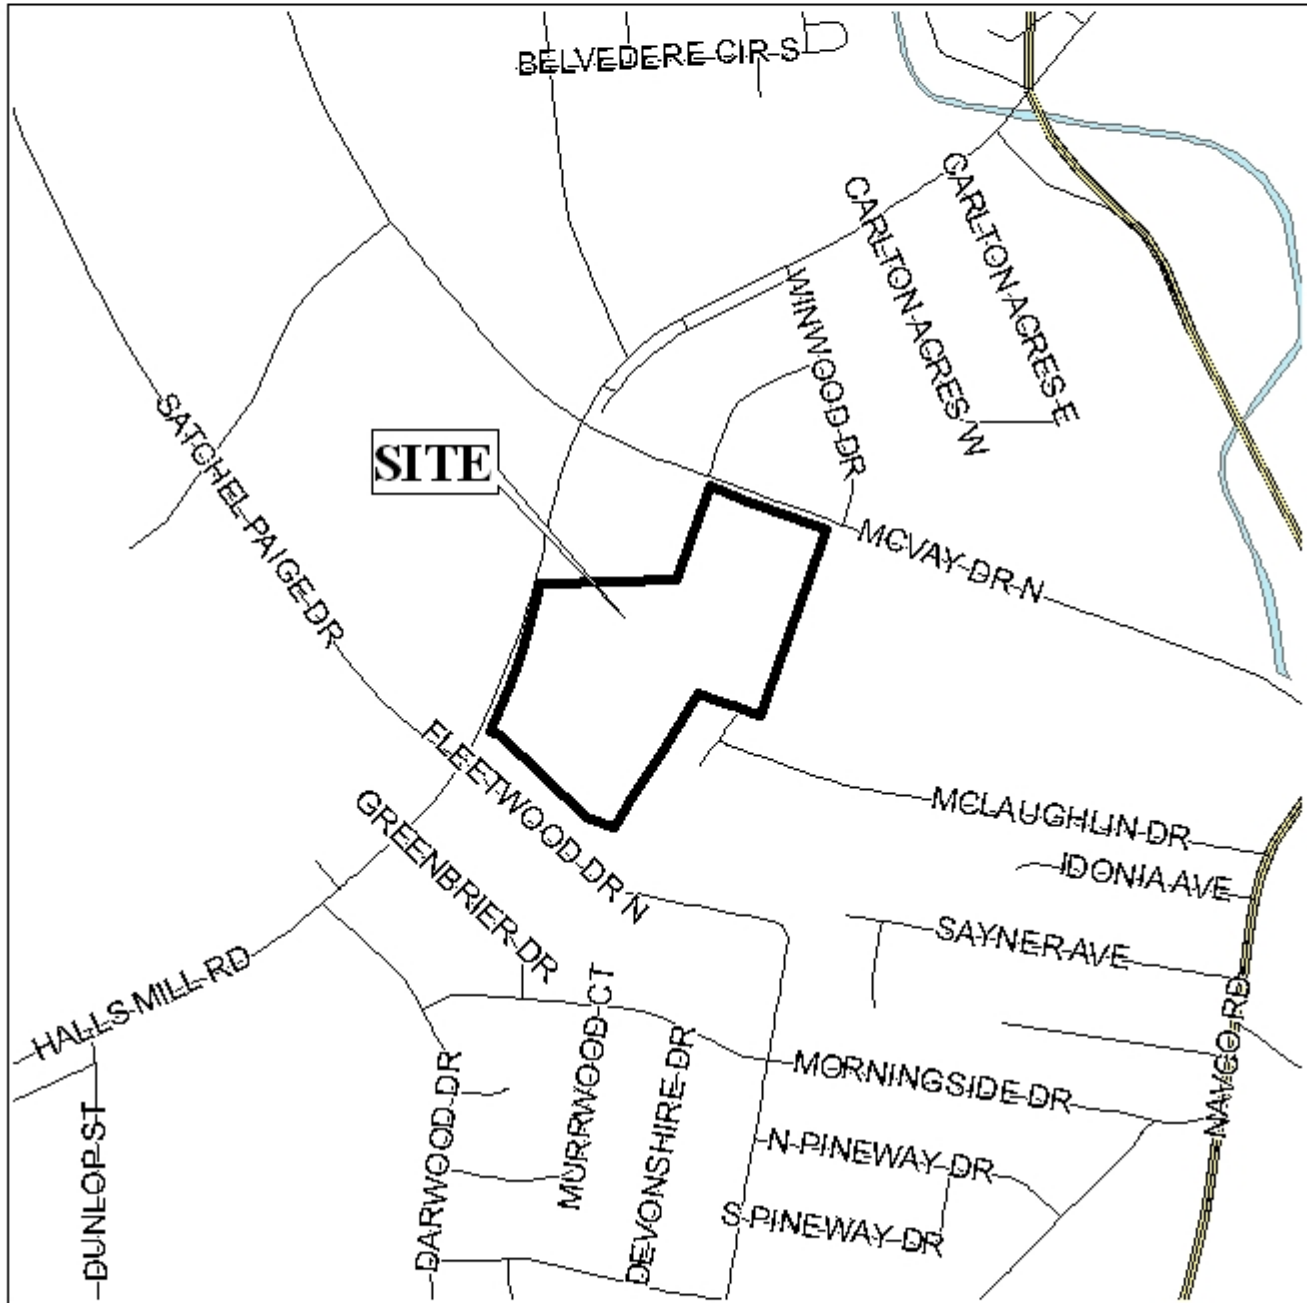 BELVEDERE CIR S
CARLTON ACRES E
CARLTON ACRES W
WINWOOD DR
SATCHEL PAIGE DR
SITE
MCVAY DR N
FLEETWOOD DR N
GREENBRIER DR
MCLAUGHLIN DR
IDONIA AVE
SAYNER AVE
HALLS MILL RD
NAVCO RD
MURRWOOD CT
DEVONSHIRE DR
MORNINGSIDE DR
DARWOOD DR
DUNLOP ST
N PINEWAY DR
S PINEWAY DR